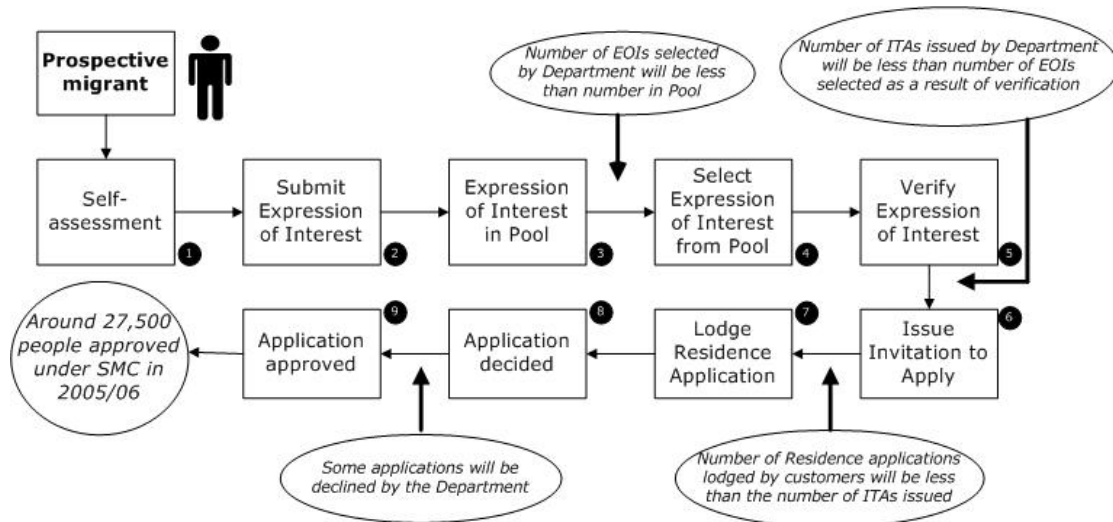 Prospective
migrant
Number of EOIs selected
by Department will be less
than number in Pool
Number of ITAs issued by Department
will be less than number of EOIs
selected as a result of verification
Self-
assessment
1
Submit
Expression
of Interest
2
Expression
of Interest
in Pool
3
Select
Expression
of Interest
from Pool
4
Verify
Expression
of Interest
5
Issue
Invitation to
Apply
6
Lodge
Residence
Application
7
Application
decided
8
Application
approved
9
Around 27,500
people approved
under SMC in
2005/06
Some applications will be
declined by the Department
Number of Residence applications
lodged by customers will be less
than the number of ITAs issued